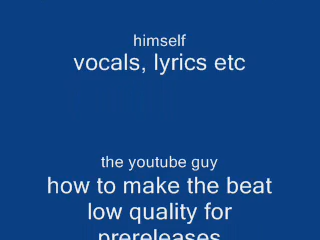 himself
vocals, lyrics etc
the youtube guy
how to make the beat
low quality for
prereleases